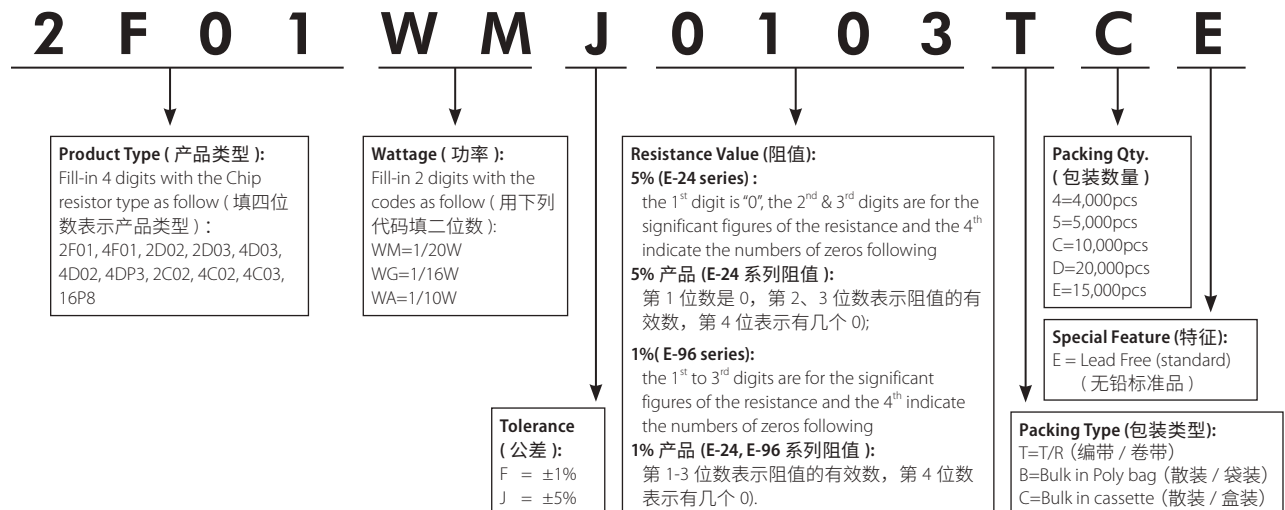 2 F 0 1 W M J 0 1 0 3 T C E
Product Type ( 产品类型 ):
Fill-in 4 digits with the Chip
resistor type as follow ( 填四位
数表示产品类型 ) :
2F01, 4F01, 2D02, 2D03, 4D03,
4D02, 4DP3, 2C02, 4C02, 4C03,
16P8
Wattage ( 功率 ):
Fill-in 2 digits with the
codes as follow ( 用下列
代码填二位数 ):
WM=1/20W
WG=1/16W
WA=1/10W
Tolerance
( 公差 ):
F = ±1%
J = ±5%
Resistance Value (阻值):
5% (E-24 series) :
the 1st digit is "0", the 2nd & 3rd digits are for the
significant figures of the resistance and the 4th
indicate the numbers of zeros following
5% 产品 (E-24 系列阻值 ):
第 1 位数是 0，第 2、3 位数表示阻值的有
效数，第 4 位表示有几个 0);
1%( E-96 series):
the 1st to 3rd digits are for the significant
figures of the resistance and the 4th indicate
the numbers of zeros following
1% 产品 (E-24, E-96 系列阻值 ):
第 1-3 位数表示阻值的有效数，第 4 位数
表示有几个 0).
Packing Qty.
( 包装数量 )
4=4,000pcs
5=5,000pcs
C=10,000pcs
D=20,000pcs
E=15,000pcs
Special Feature (特征):
E = Lead Free (standard)
( 无铅标准品 )
Packing Type (包装类型):
T=T/R（编带 / 卷带）
B=Bulk in Poly bag（散装 / 袋装）
C=Bulk in cassette（散装 / 盒装）